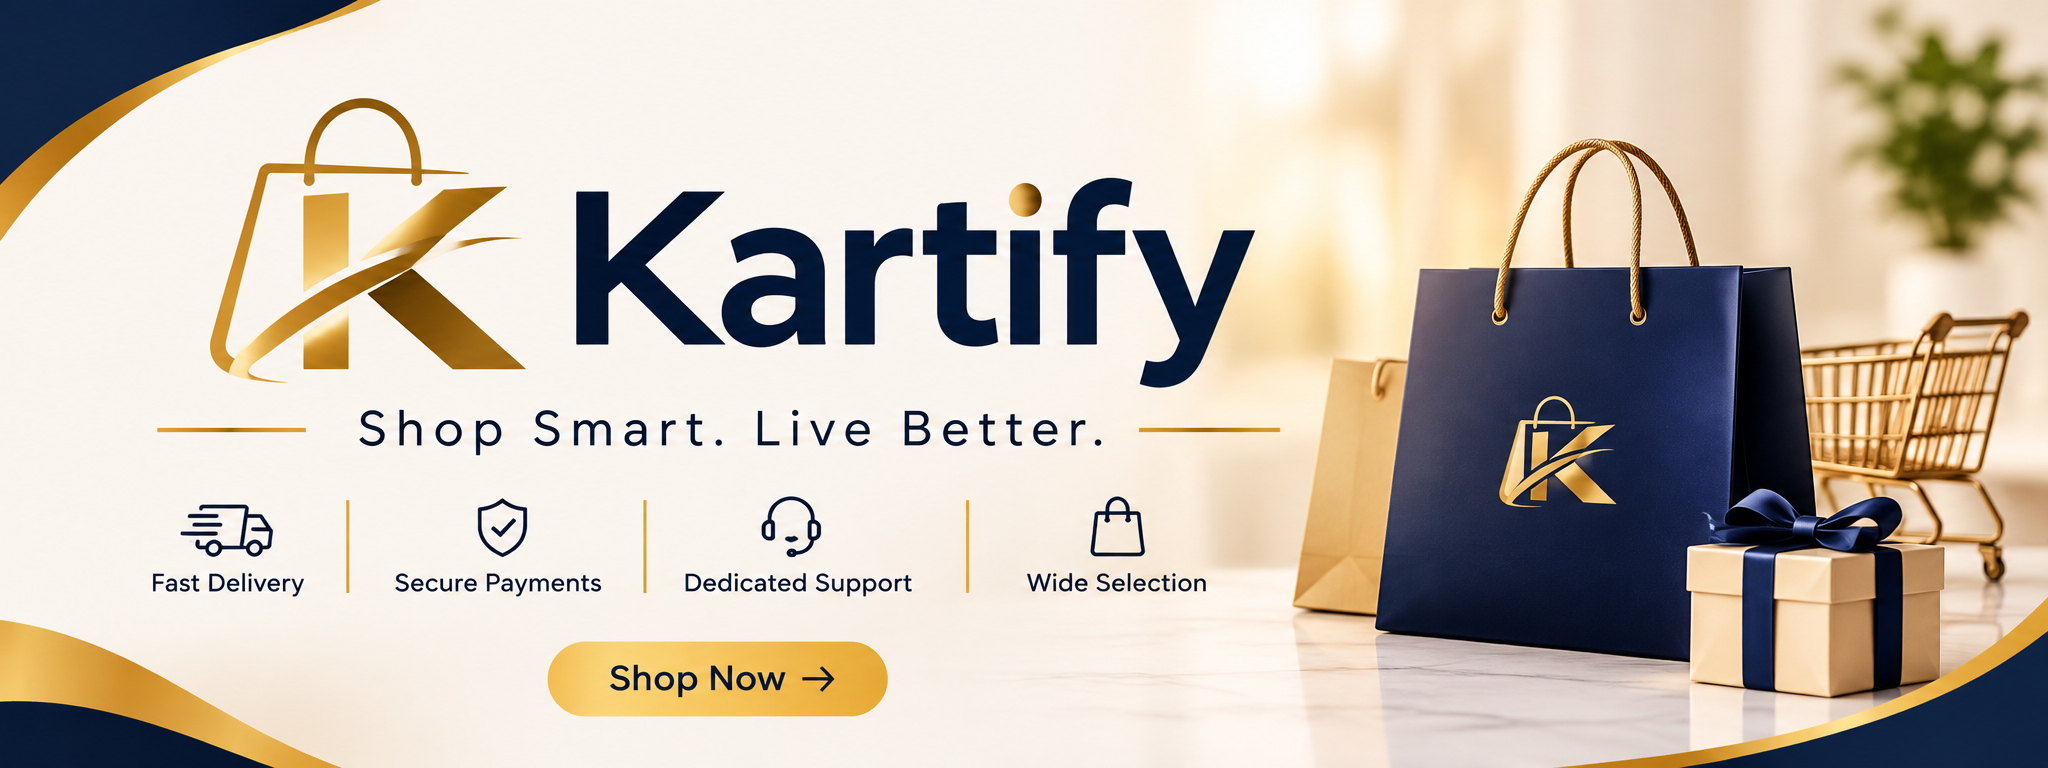 Kartify
Shop Smart. Live Better.
Fast Delivery
Secure Payments
Dedicated Support
Wide Selection
Shop Now →